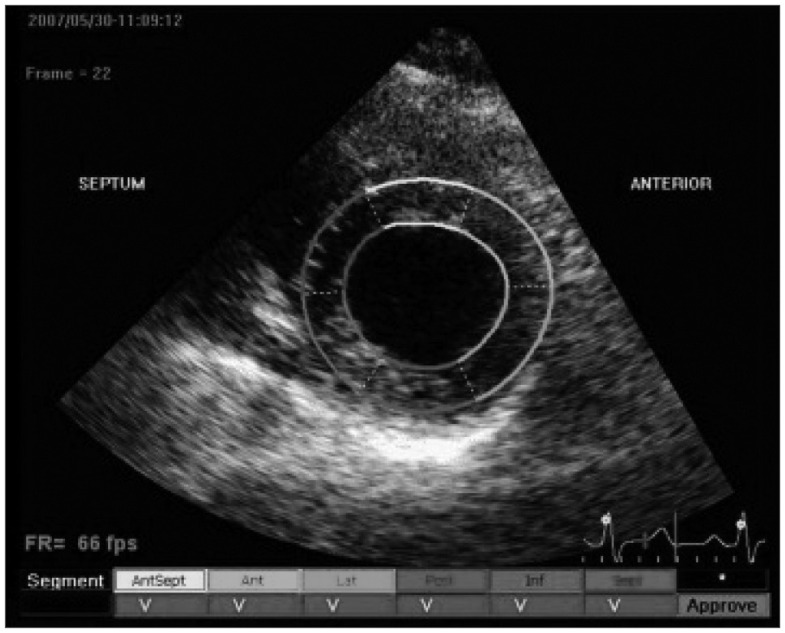 2007/05/30-11:09:12
Frame = 22
SEPTUM
ANTERIOR
FR= 66 fps
Segment AntSept Ant Lat Post Inf Sept
V V V V V V Approve